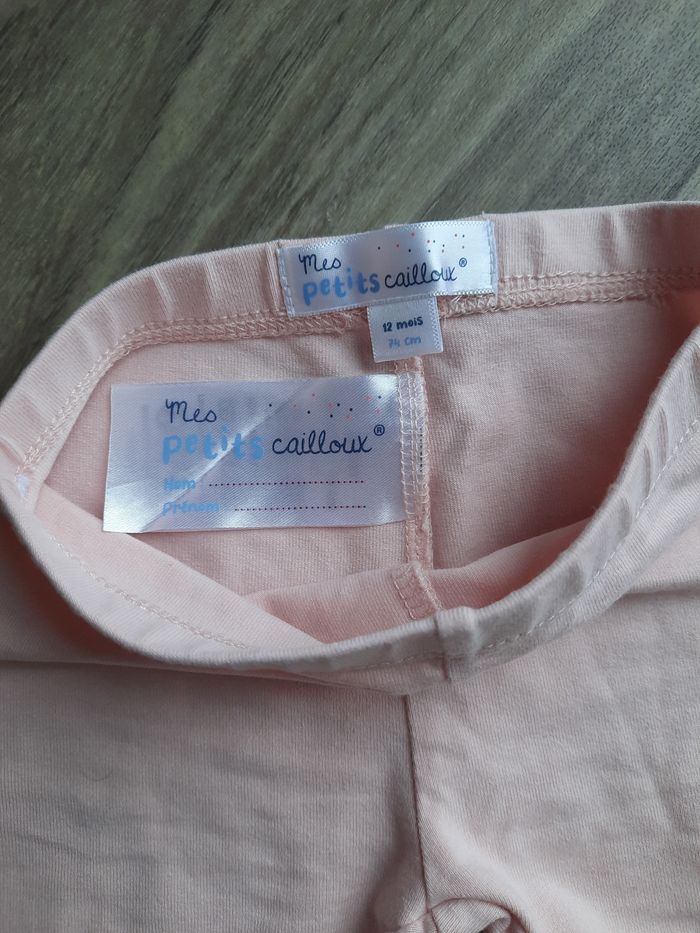 Mes
petits cailloux®
12 mois
74 cm
Mes
petits cailloux®
Nom
Prénom